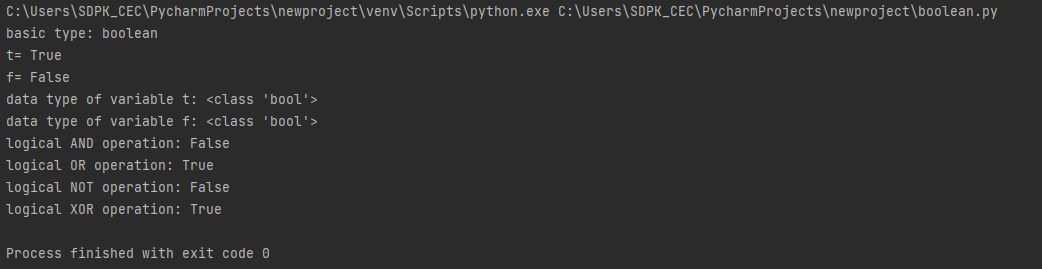 C:\Users\SDPK_CEC\PycharmProjects\newproject\venv\Scripts\python.exe C:\Users\SDPK_CEC\PycharmProjects\newproject\boolean.py
basic type: boolean
t= True
f= False
data type of variable t: <class 'bool'>
data type of variable f: <class 'bool'>
logical AND operation: False
logical OR operation: True
logical NOT operation: False
logical XOR operation: True
Process finished with exit code 0